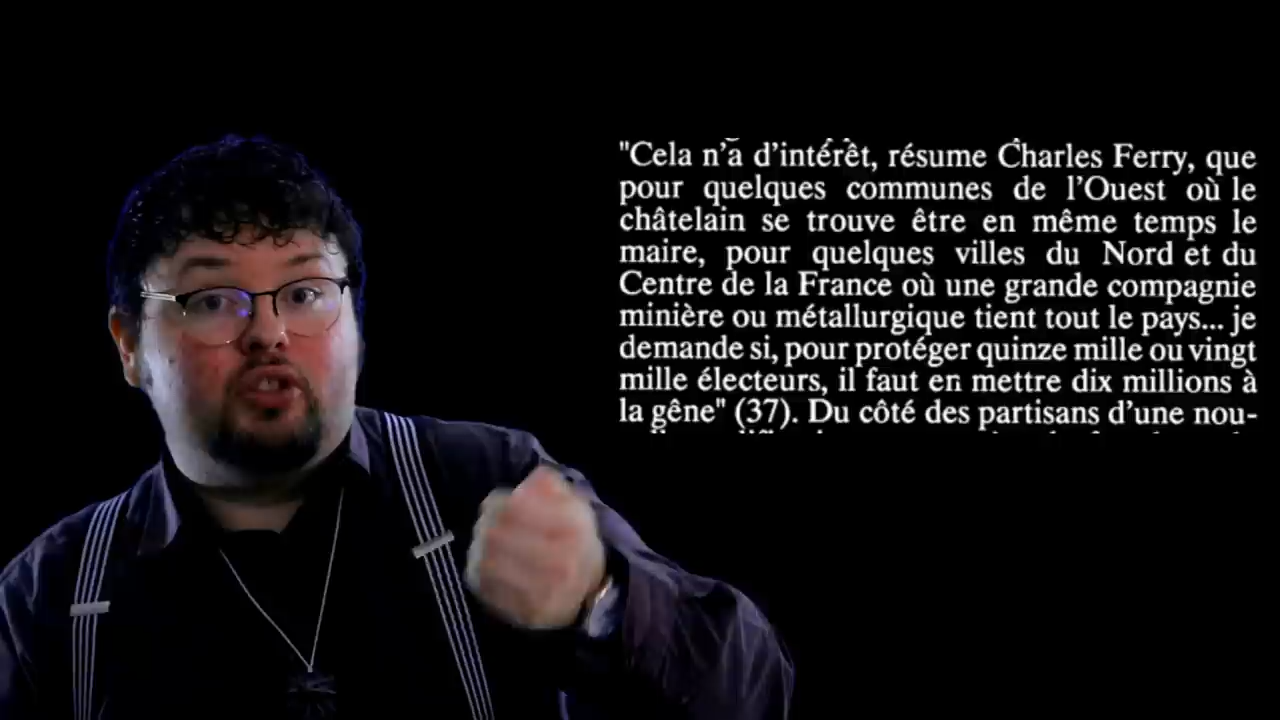 "Cela n'a d'intérêt, résume Charles Ferry, que
pour quelques communes de l'Ouest où le
châtelain se trouve être en même temps le
maire, pour quelques villes du Nord et du
Centre de la France où une grande compagnie
minière ou métallurgique tient tout le pays... je
demande si, pour protéger quinze mille ou vingt
mille électeurs, il faut en mettre dix millions à
la gêne" (37). Du côté des partisans d'une nou-